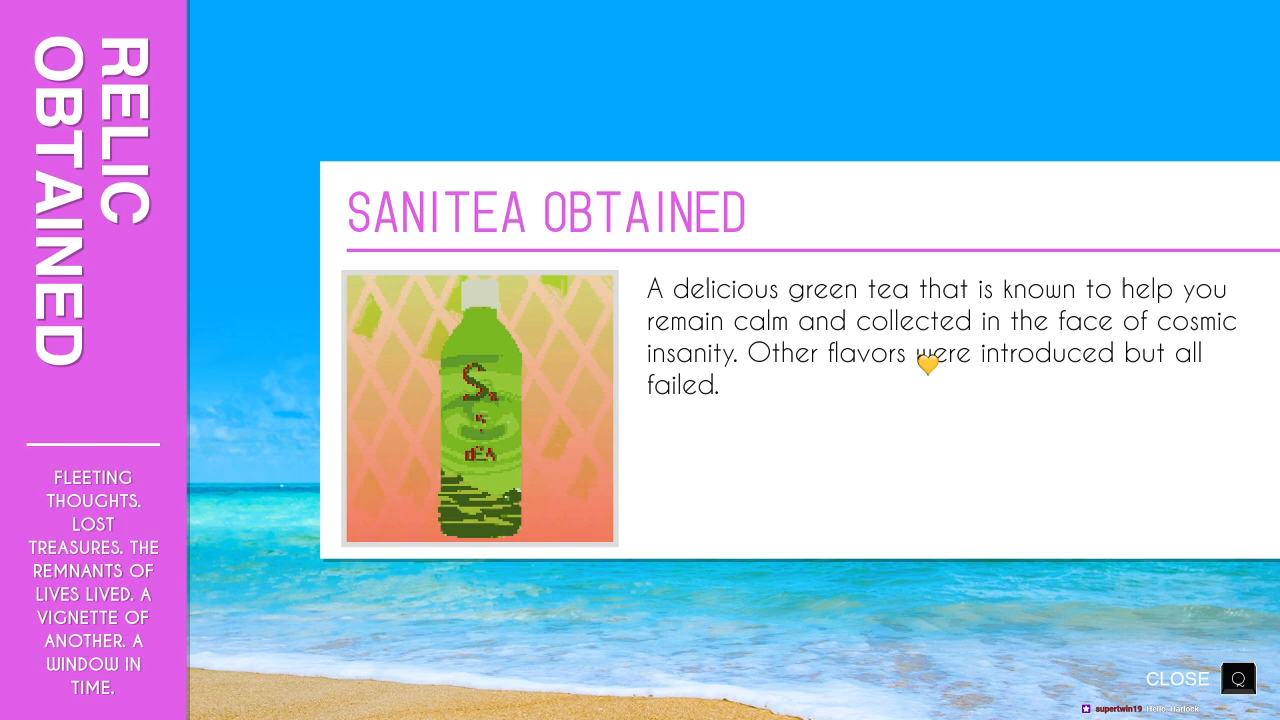 RELIC
OBTAINED
FLEETING
THOUGHTS.
LOST
TREASURES. THE
REMNANTS OF
LIVES LIVED. A
VIGNETTE OF
ANOTHER. A
WINDOW IN
TIME.
SANITEA OBTAINED
A delicious green tea that is known to help you
remain calm and collected in the face of cosmic
insanity. Other flavors were introduced but all
failed.
CLOSE Q
supertwin19 Hello, Harlock